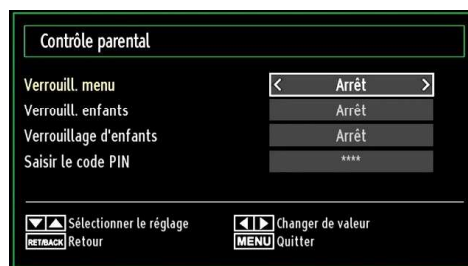 Contrôle parental
Verrouill. menu < Arrêt >
Verrouill. enfants Arrêt
Verrouillage d'enfants Arrêt
Saisir le code PIN ****
▼▲ Sélectionner le réglage ◀▶ Changer de valeur
RET/BACK Retour MENU Quitter